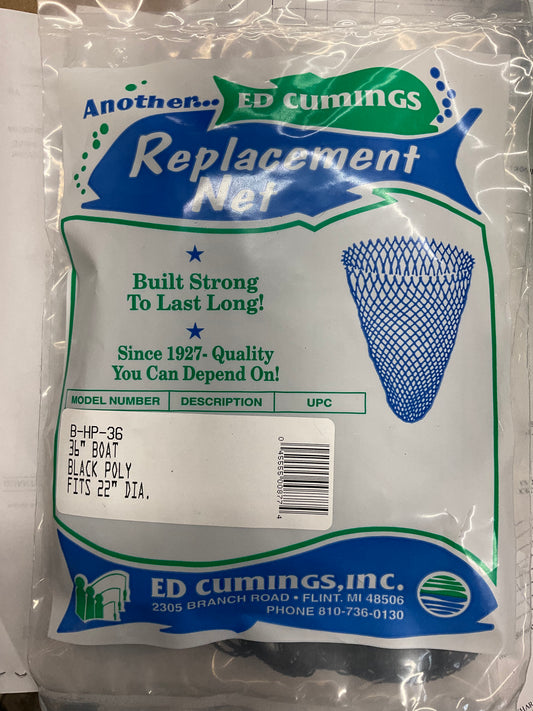 Another... ED CUMINGS
Replacement
Net
Built Strong
To Last Long!
Since 1927- Quality
You Can Depend On!
MODEL NUMBER DESCRIPTION UPC
B-HP-36
36" BOAT
BLACK POLY
FITS 22" DIA.
ED CUMINGS, INC.
2305 BRANCH ROAD • FLINT, MI 48506
PHONE 810-736-0130